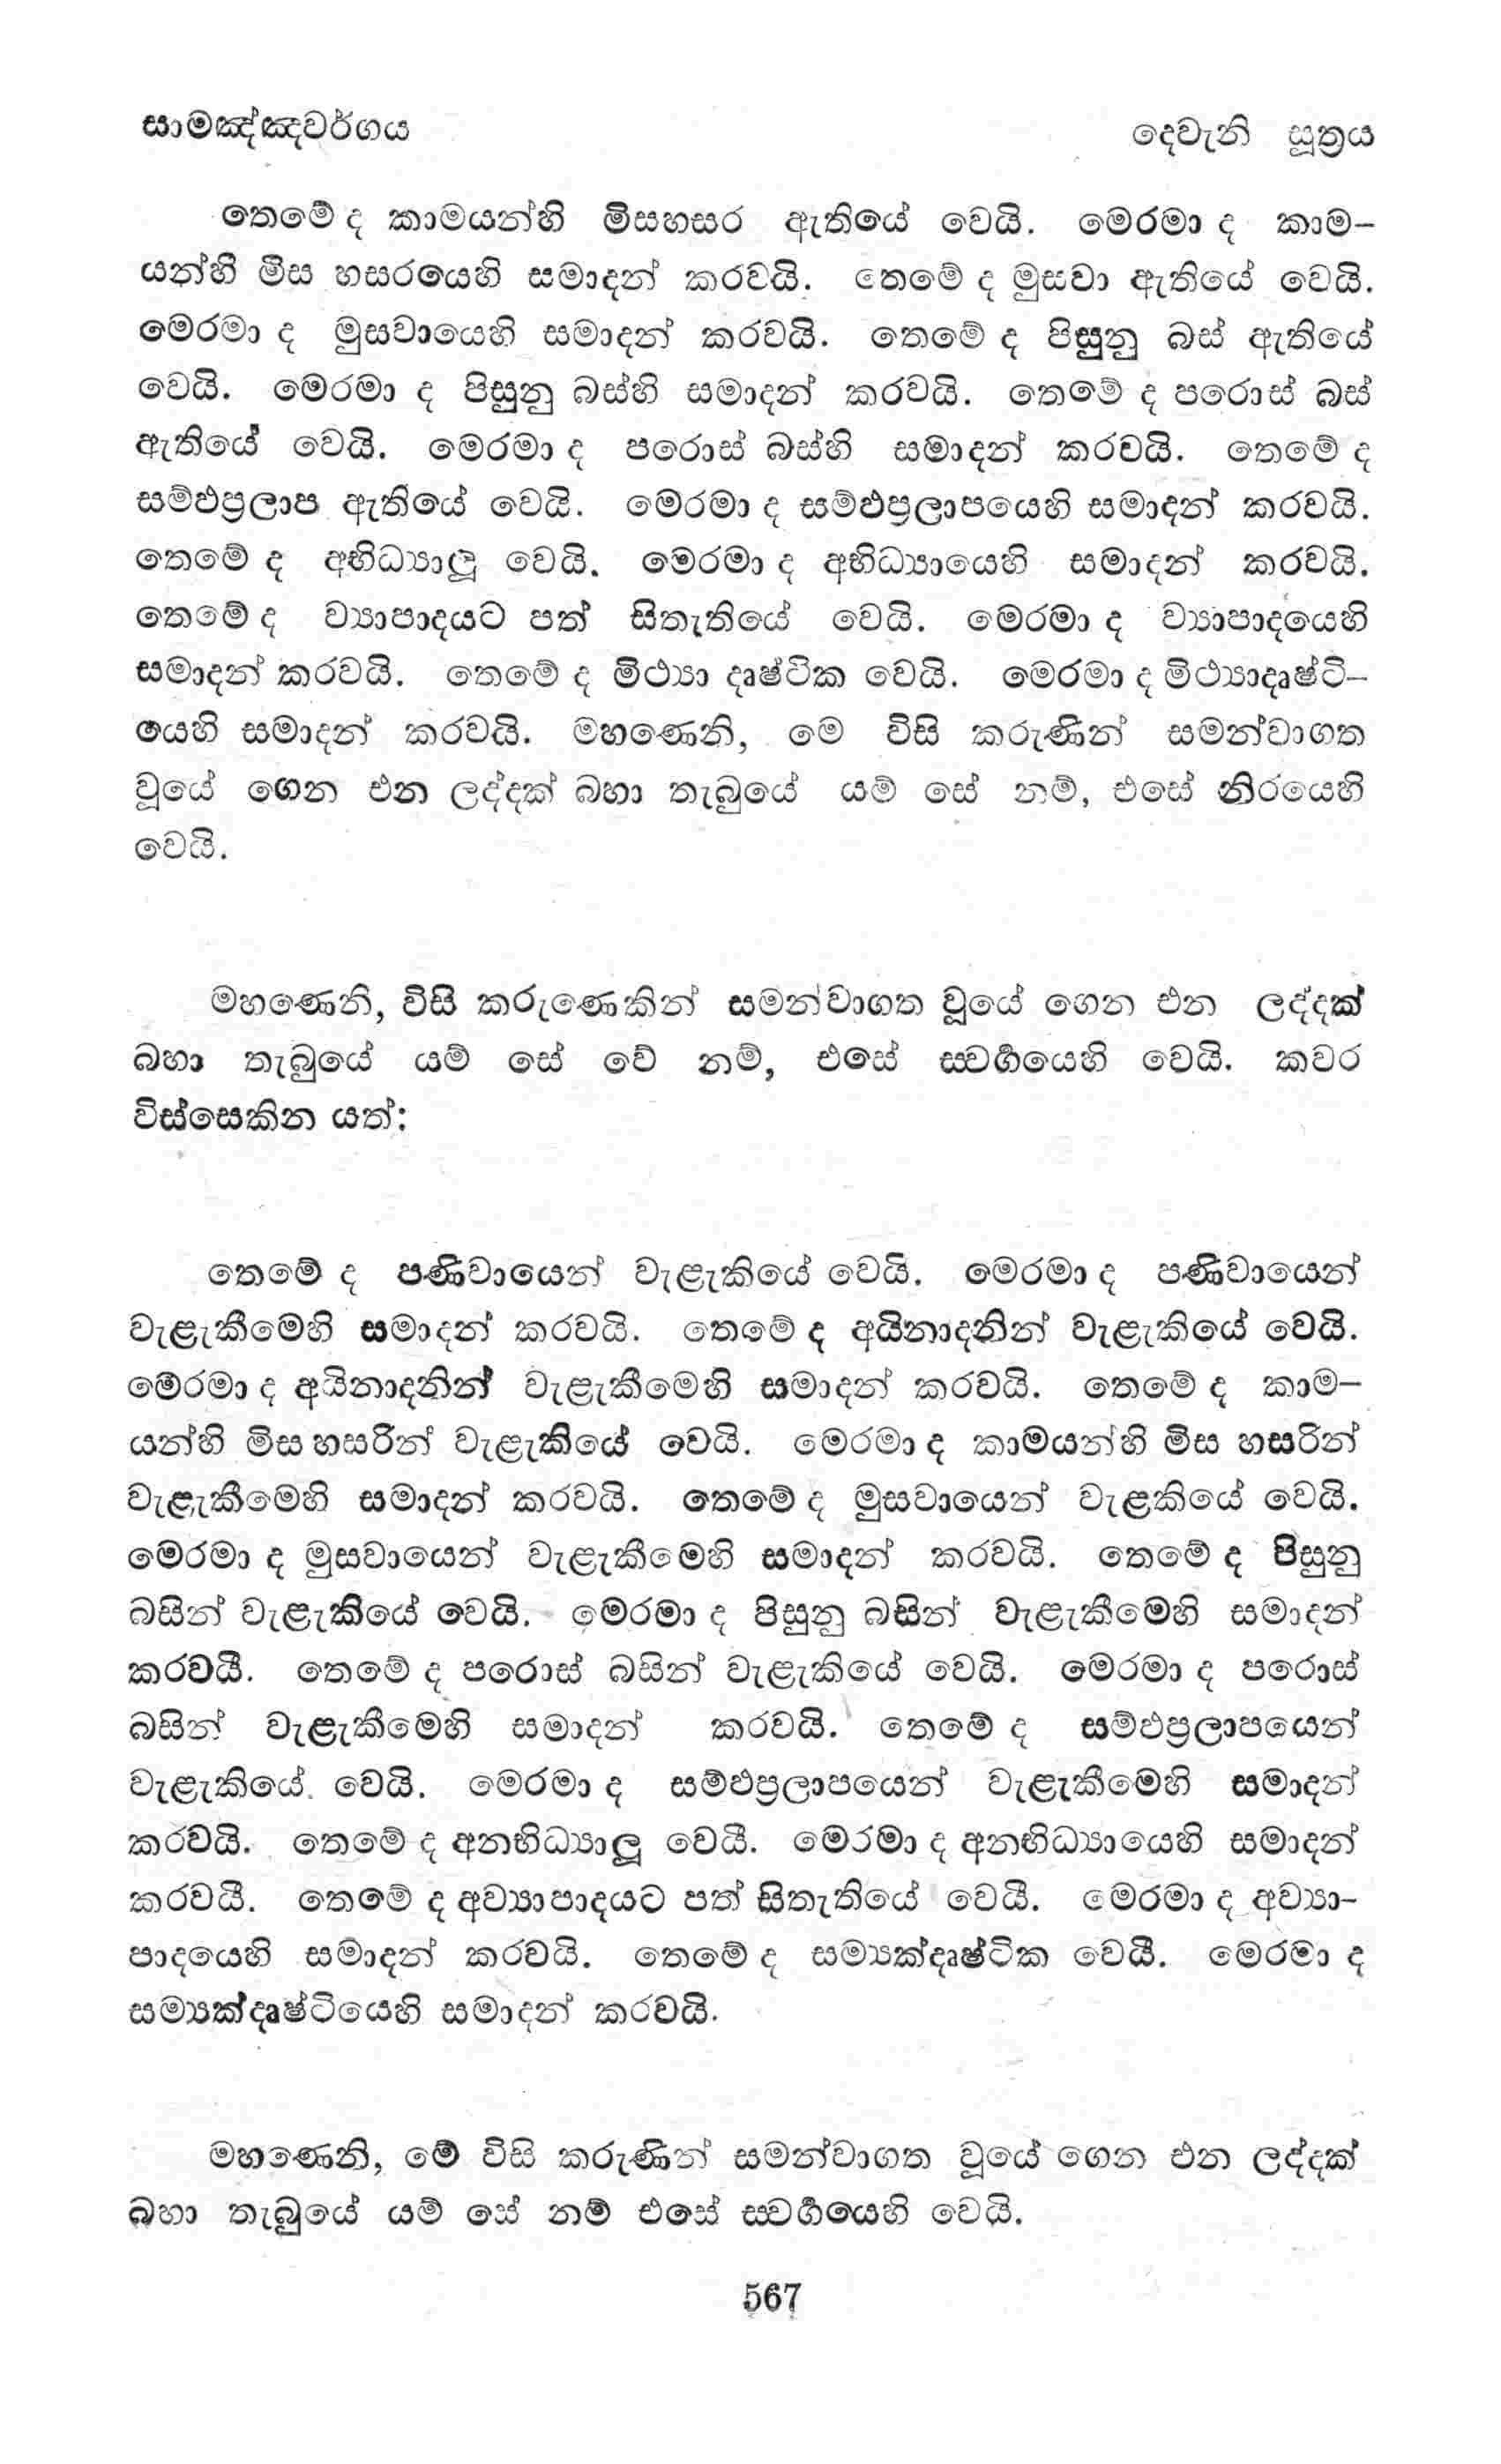 සාමඤ්ඤවර්ගය දෙවැනි සූත්‍රය
තෙමේ ද කාමයන්හි මිසහසර ඇතියේ වෙයි. මෙරමා ද කාම-
යන්හි මිස හසරයෙහි සමාදන් කරවයි. තෙමේ ද මුසවා ඇතියේ වෙයි.
මෙරමා ද මුසවායෙහි සමාදන් කරවයි. තෙමේ ද පිසුනු බස් ඇතියේ
වෙයි. මෙරමා ද පිසුනු බස්හි සමාදන් කරවයි. තෙමේ ද පරොස් බස්
ඇතියේ වෙයි. මෙරමා ද පරොස් බස්හි සමාදන් කරවයි. තෙමේ ද
සම්ඵප්‍රලාප ඇතියේ වෙයි. මෙරමා ද සම්ඵප්‍රලාපයෙහි සමාදන් කරවයි.
තෙමේ ද අභිධ්‍යාලූ වෙයි. මෙරමා ද අභිධ්‍යායෙහි සමාදන් කරවයි.
තෙමේ ද ව්‍යාපාදයට පත් සිතැතියේ වෙයි. මෙරමා ද ව්‍යාපාදයෙහි
සමාදන් කරවයි. තෙමේ ද මිථ්‍යා දෘෂ්ටික වෙයි. මෙරමා ද මිථ්‍යාදෘෂ්ටි-
යෙහි සමාදන් කරවයි. මහණෙනි, මෙ විසි කරුණින් සමන්වාගත
වූයේ ගෙන එන ලද්දක් බහා තැබුයේ යම් සේ නම්, එසේ නිරයෙහි
වෙයි.
මහණෙනි, විසි කරුණෙකින් සමන්වාගත වූයේ ගෙන එන ලද්දක්
බහා තැබුයේ යම් සේ වේ නම්, එසේ ස්වර්‍ගයෙහි වෙයි. කවර
විස්සෙකින යත්:
තෙමේ ද පණිවායෙන් වැළැකියේ වෙයි. මෙරමා ද පණිවායෙන්
වැළැකීමෙහි සමාදන් කරවයි. තෙමේ ද අයිනාදනින් වැළැකියේ වෙයි.
මෙරමා ද අයිනාදනින් වැළැකීමෙහි සමාදන් කරවයි. තෙමේ ද කාම-
යන්හි මිස හසරින් වැළැකියේ වෙයි. මෙරමා ද කාමයන්හි මිස හසරින්
වැළැකීමෙහි සමාදන් කරවයි. තෙමේ ද මුසවායෙන් වැළකියේ වෙයි.
මෙරමා ද මුසවායෙන් වැළැකීමෙහි සමාදන් කරවයි. තෙමේ ද පිසුනු
බසින් වැළැකියේ වෙයි. මෙරමා ද පිසුනු බසින් වැළැකීමෙහි සමාදන්
කරවයි. තෙමේ ද පරොස් බසින් වැළැකියේ වෙයි. මෙරමා ද පරොස්
බසින් වැළැකීමෙහි සමාදන් කරවයි. තෙමේ ද සම්ඵප්‍රලාපයෙන්
වැළැකියේ වෙයි. මෙරමා ද සම්ඵප්‍රලාපයෙන් වැළැකීමෙහි සමාදන්
කරවයි. තෙමේ ද අනභිධ්‍යාලූ වෙයි. මෙරමා ද අනභිධ්‍යායෙහි සමාදන්
කරවයි. තෙමේ ද අව්‍යාපාදයට පත් සිතැතියේ වෙයි. මෙරමා ද අව්‍යා-
පාදයෙහි සමාදන් කරවයි. තෙමේ ද සම්‍යක්දෘෂ්ටික වෙයි. මෙරමා ද
සම්‍යක්දෘෂ්ටියෙහි සමාදන් කරවයි.
මහණෙනි, මේ විසි කරුණින් සමන්වාගත වූයේ ගෙන එන ලද්දක්
බහා තැබුයේ යම් සේ නම් එසේ ස්වර්‍ගයෙහි වෙයි.
567